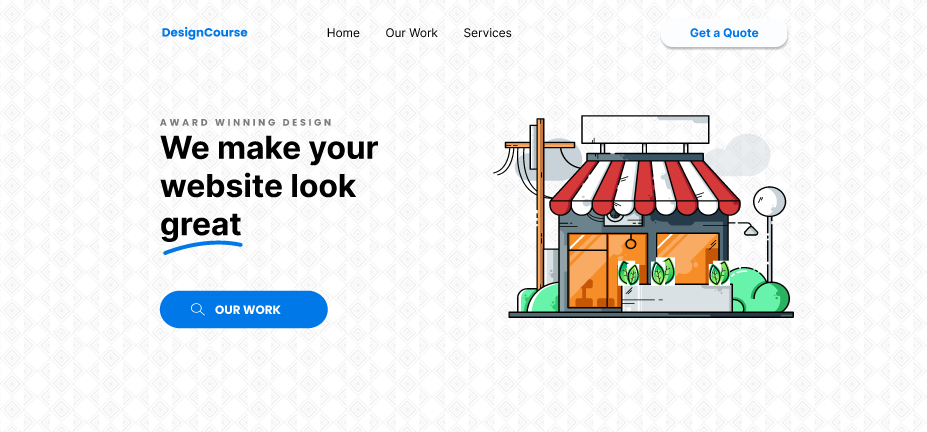 DesignCourse
Home
Our Work
Services
Get a Quote
AWARD WINNING DESIGN
We make your
website look
great
OUR WORK